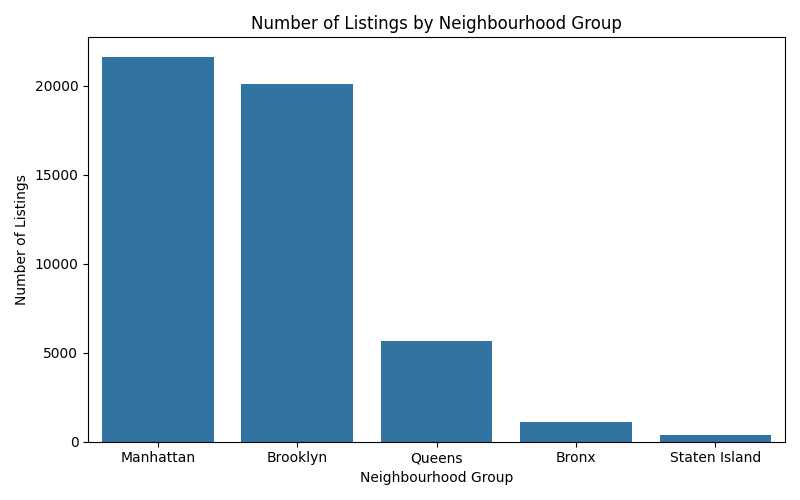 Number of Listings by Neighbourhood Group
Number of Listings
20000
15000
10000
5000
0
Manhattan
Brooklyn
Queens
Bronx
Staten Island
Neighbourhood Group